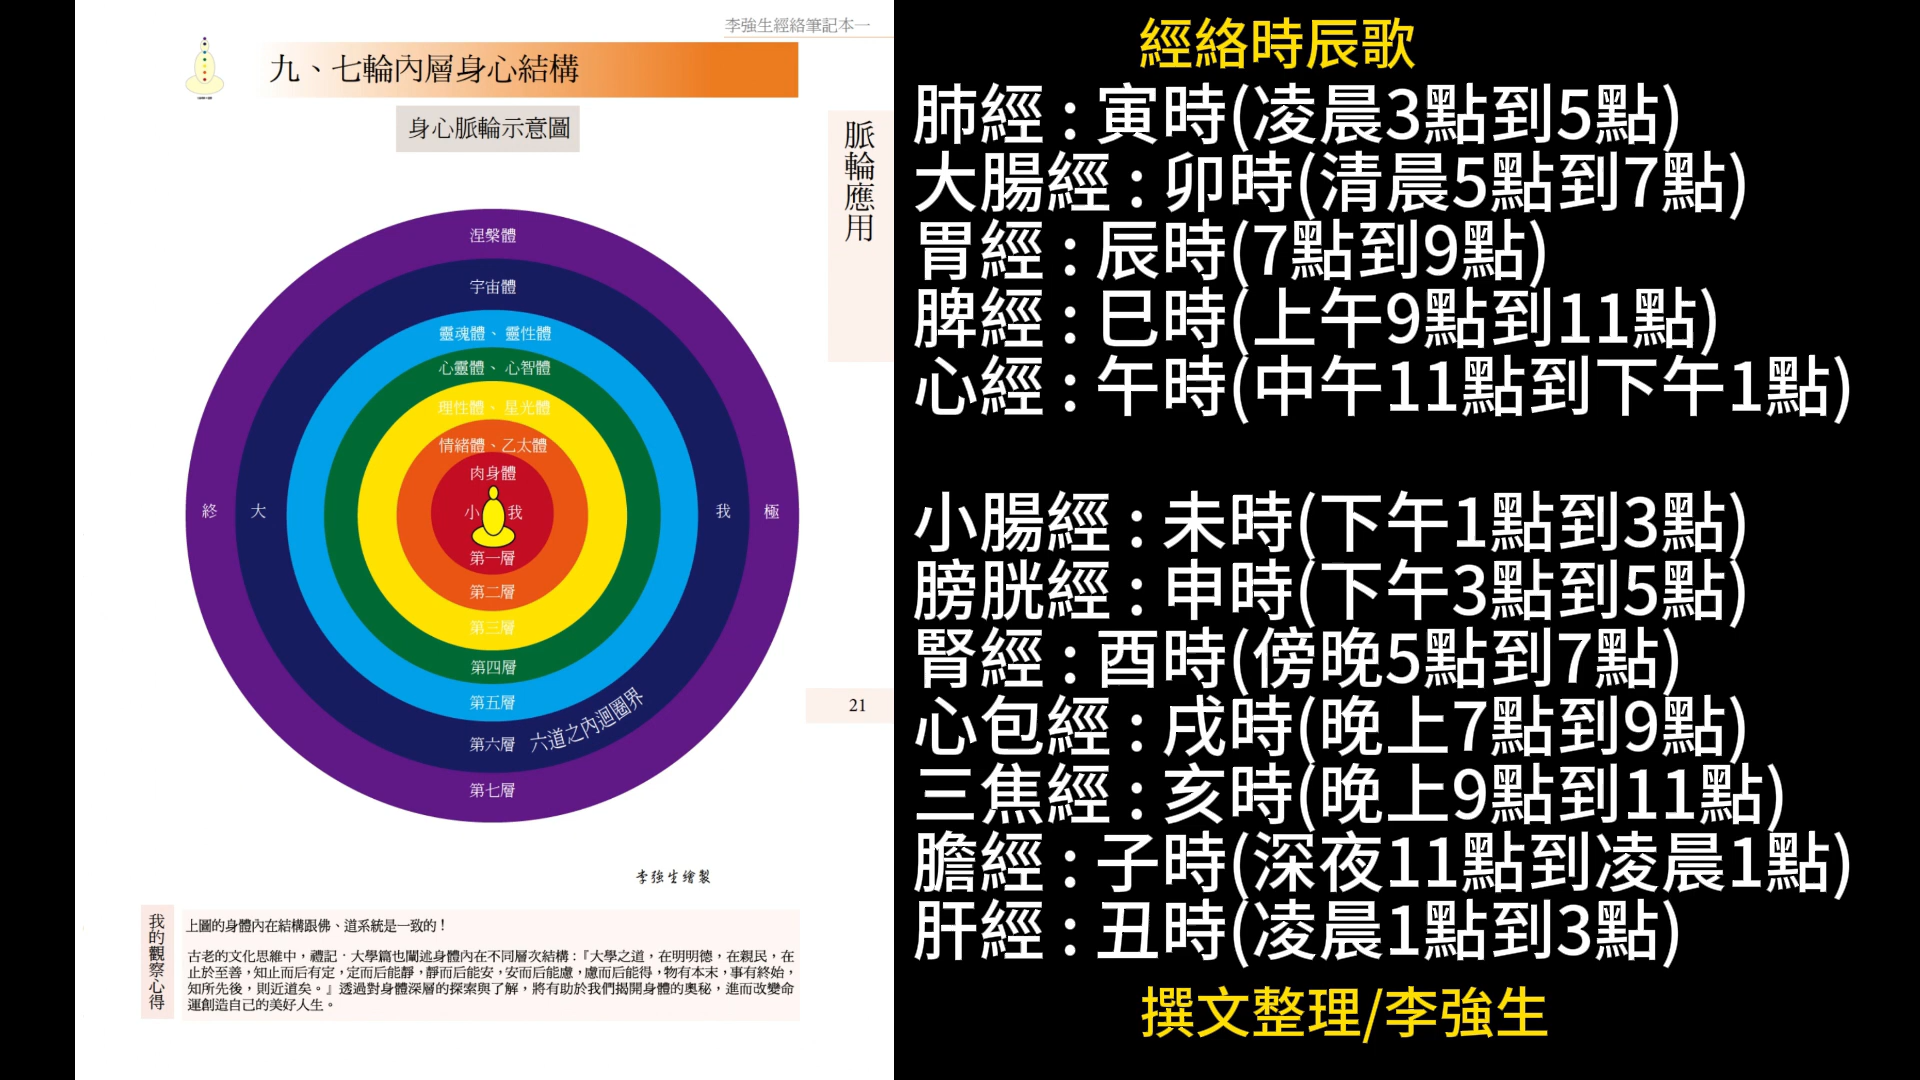 李強生經絡筆記本一
九、七輪內層身心結構
身心脈輪示意圖
脈輪應用
涅槃體
宇宙體
靈魂體、靈性體
心靈體、心智體
理性體、星光體
情緒體、乙太體
肉身體
終 大 小 我 我 極
第一層
第二層
第三層
第四層
第五層
第六層 六道之內迴圈界
第七層
21
李強生繪製
我的觀察心得
上圖的身體內在結構跟佛、道系統是一致的！
古老的文化思維中，禮記‧大學篇也闡述身體內在不同層次結構：『大學之道，在明明德，在親民，在
止於至善，知止而后有定，定而后能靜，靜而后能安，安而后能慮，慮而后能得，物有本末，事有終始，
知所先後，則近道矣。』透過對身體深層的探索與了解，將有助於我們揭開身體的奧秘，進而改變命
運創造自己的美好人生。
經絡時辰歌
肺經：寅時(凌晨3點到5點)
大腸經：卯時(清晨5點到7點)
胃經：辰時(7點到9點)
脾經：巳時(上午9點到11點)
心經：午時(中午11點到下午1點)
小腸經：未時(下午1點到3點)
膀胱經：申時(下午3點到5點)
腎經：酉時(傍晚5點到7點)
心包經：戌時(晚上7點到9點)
三焦經：亥時(晚上9點到11點)
膽經：子時(深夜11點到凌晨1點)
肝經：丑時(凌晨1點到3點)
撰文整理/李強生